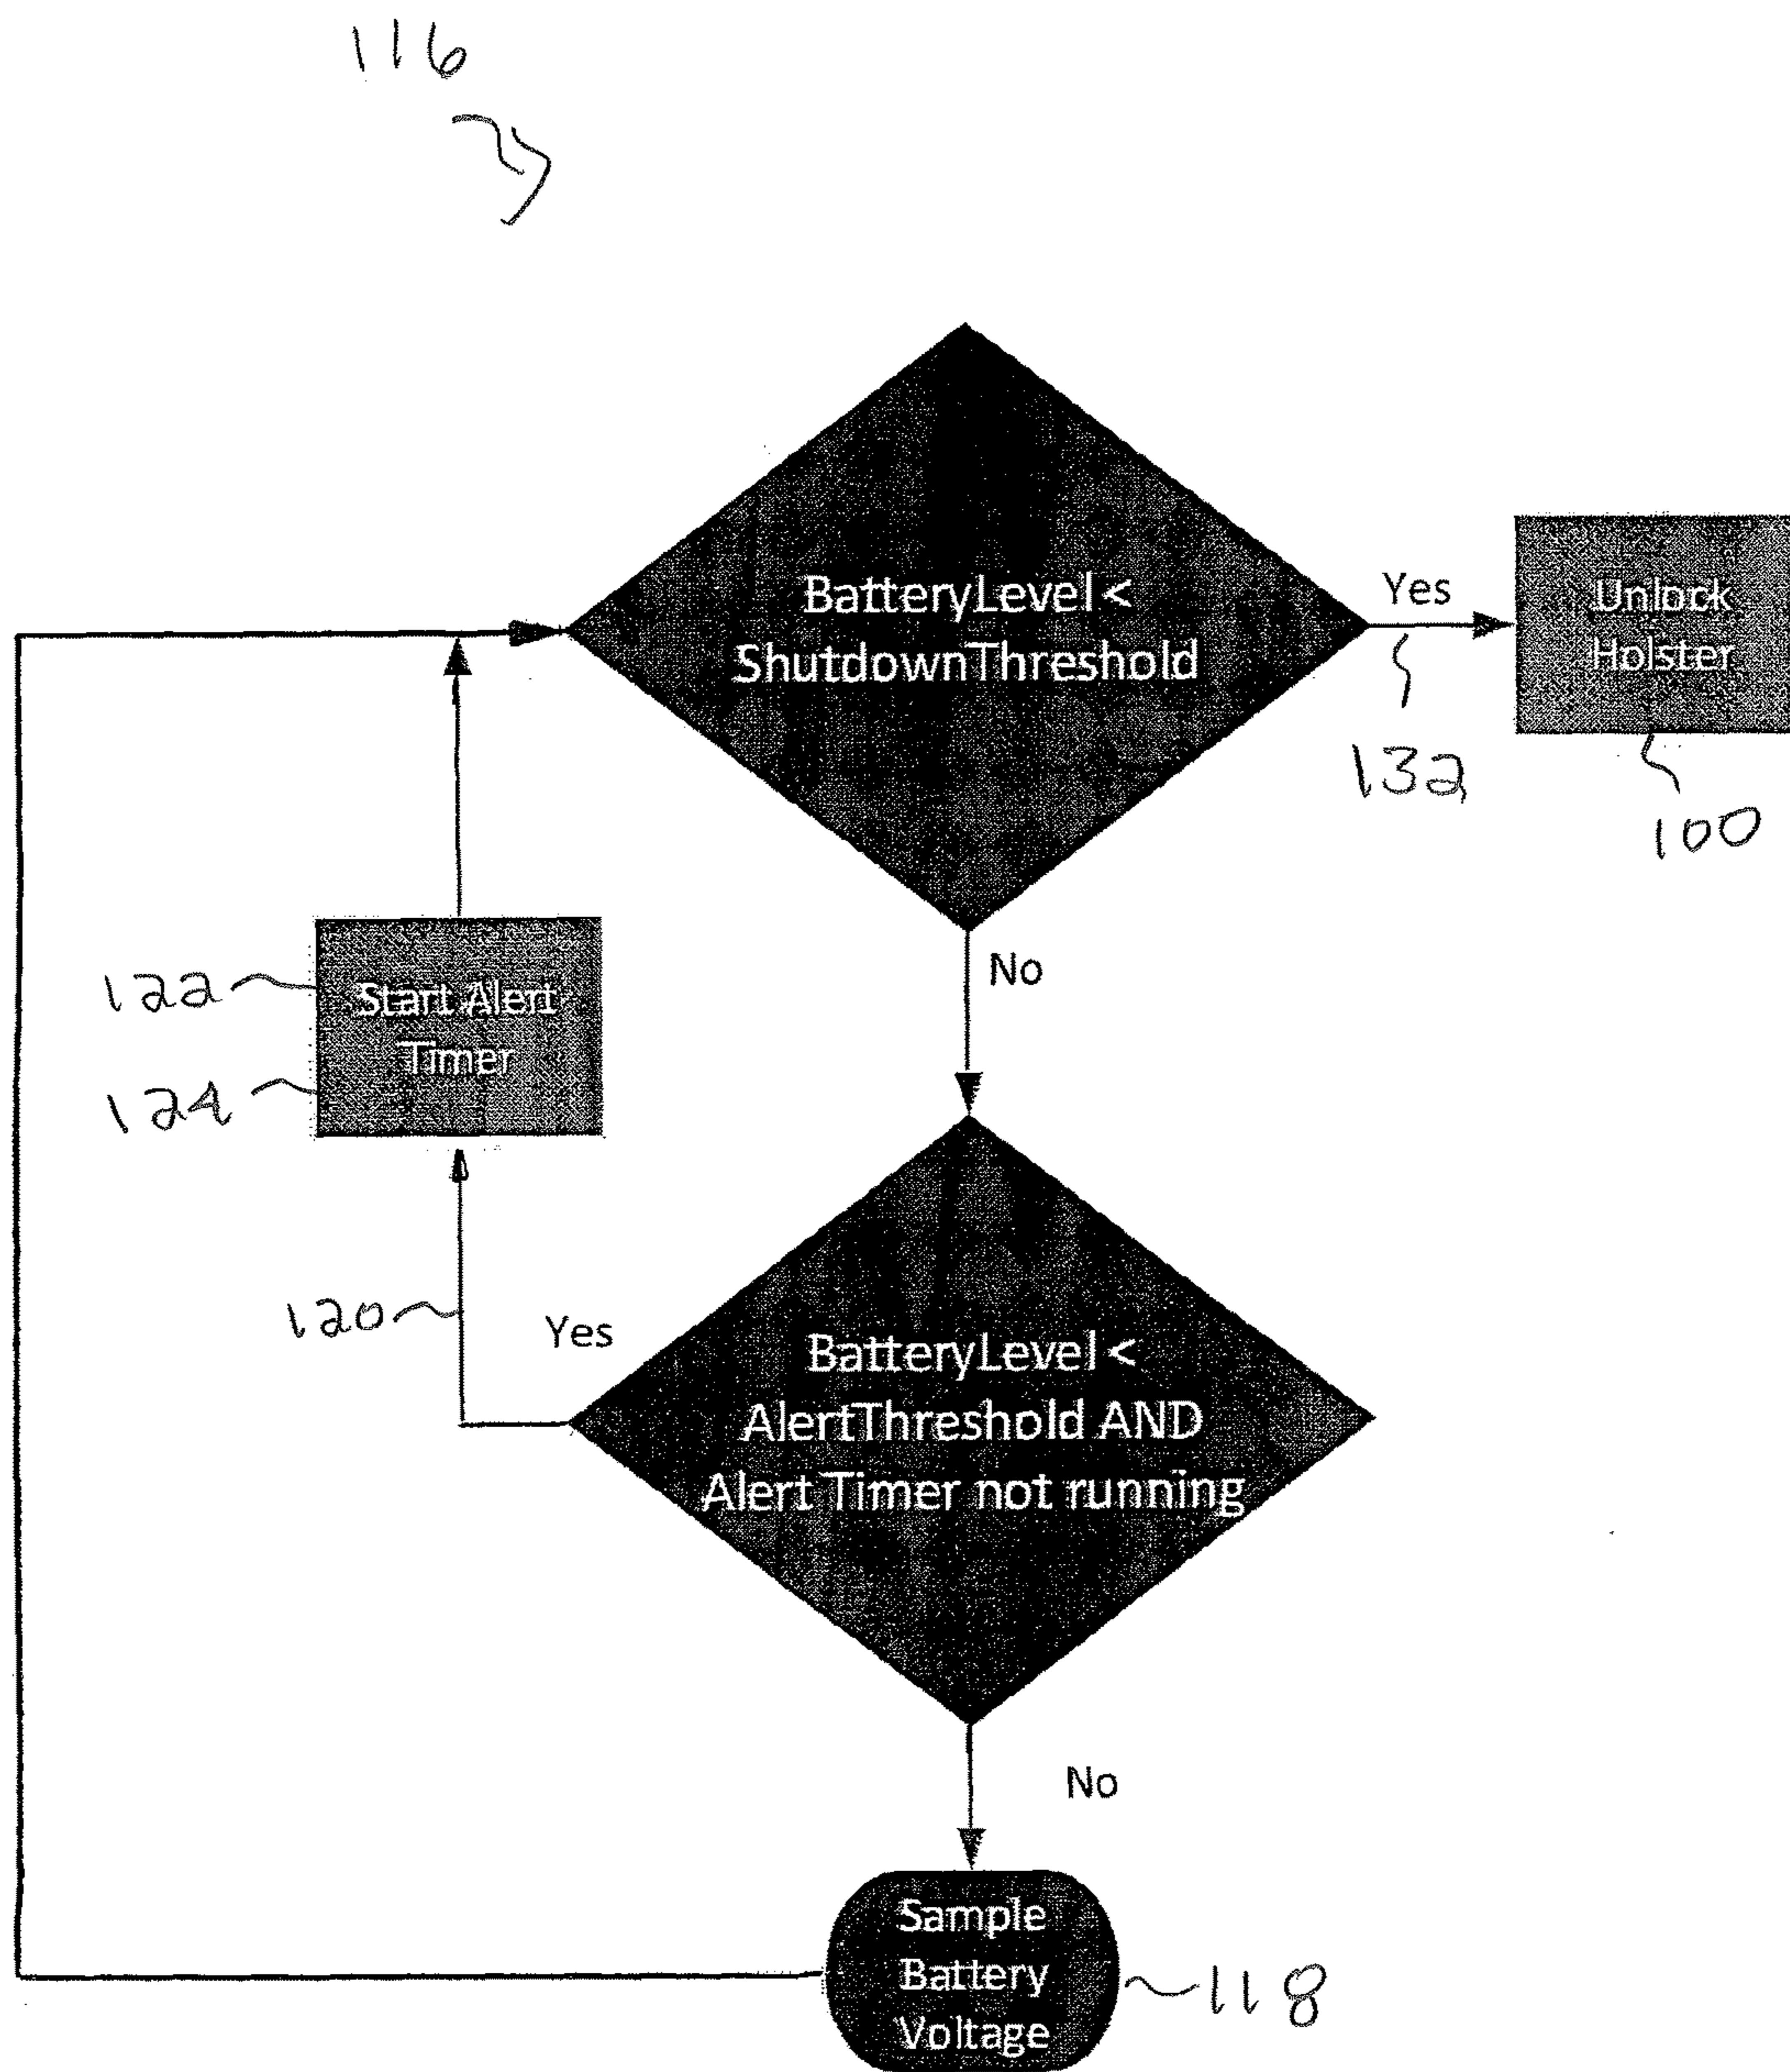 116
BatteryLevel <
ShutdownThreshold
Yes
Unlock
Holster
132
100
No
122
Start Alert
Timer
124
120
Yes
BatteryLevel <
AlertThreshold AND
Alert Timer not running
No
Sample
Battery
Voltage
118